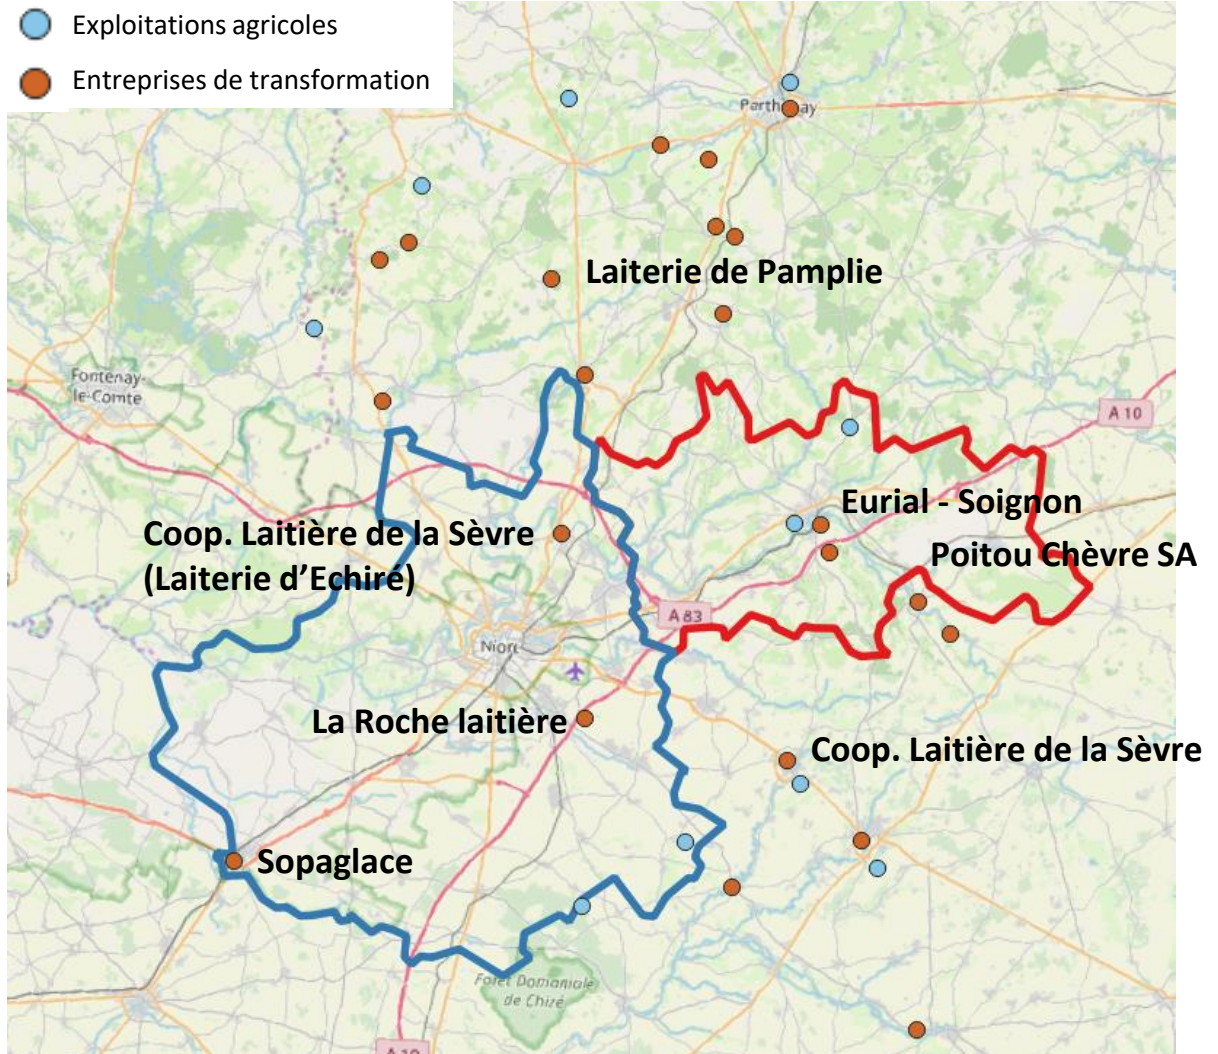 Exploitations agricoles
Entreprises de transformation
Parthenay
Laiterie de Pamplie
Fontenay-
le-Comte
A 10
Eurial - Soignon
Coop. Laitière de la Sèvre
(Laiterie d’Echiré)
Poitou Chèvre SA
A 83
Niort
La Roche laitière
Coop. Laitière de la Sèvre
Sopaglace
Forêt Domaniale
de Chizé
A 10